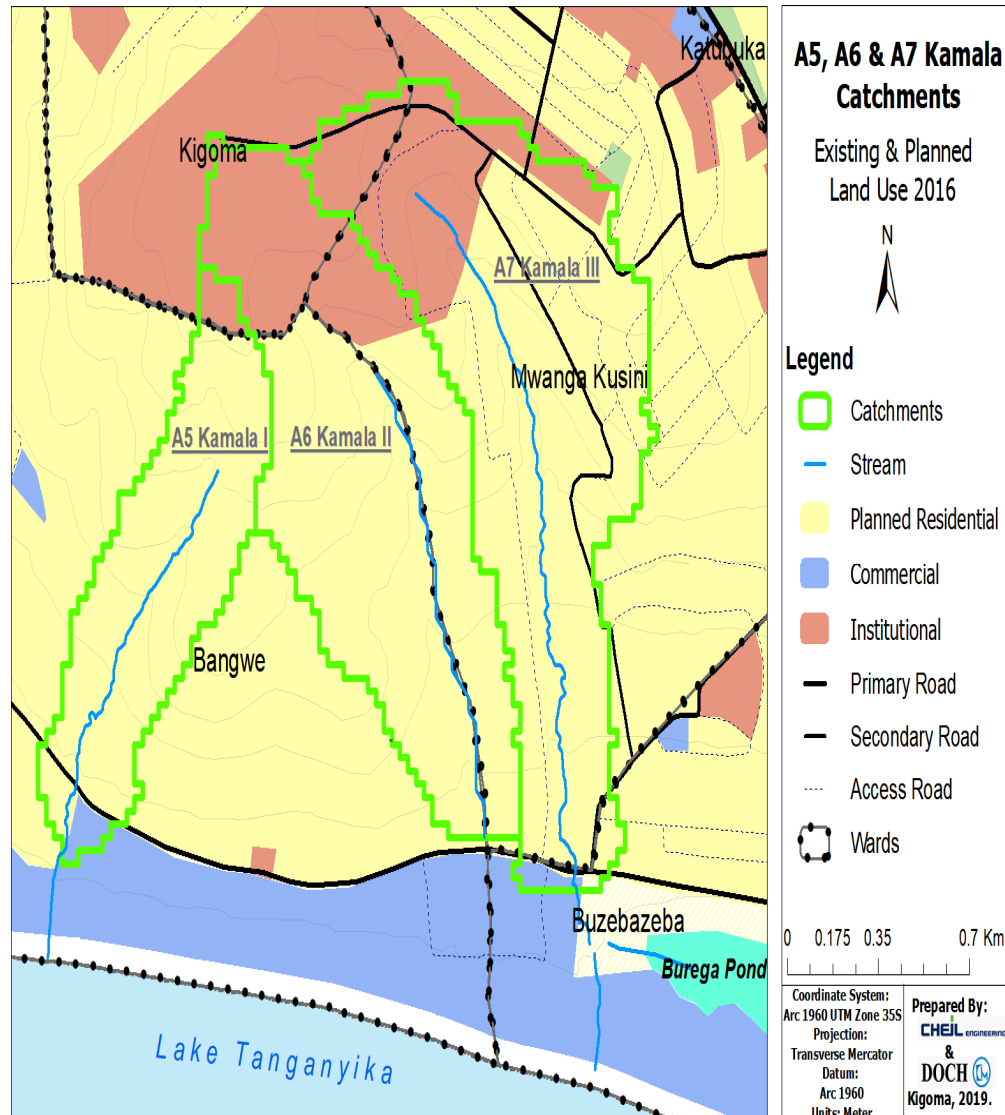 Katubuka
Kigoma
A7 Kamala III
Mwanga Kusini
A5 Kamala I
A6 Kamala II
Bangwe
Buzebazeba
Burega Pond
Lake Tanganyika
A5, A6 & A7 Kamala
Catchments
Existing & Planned
Land Use 2016
N
Legend
Catchments
Stream
Planned Residential
Commercial
Institutional
Primary Road
Secondary Road
Access Road
Wards
0 0.175 0.35 0.7 Km
Coordinate System:
Arc 1960 UTM Zone 35S
Projection:
Transverse Mercator
Datum:
Arc 1960
Units: Meter
Prepared By:
CHEIL ENGINEERING
&
DOCH
Kigoma, 2019.